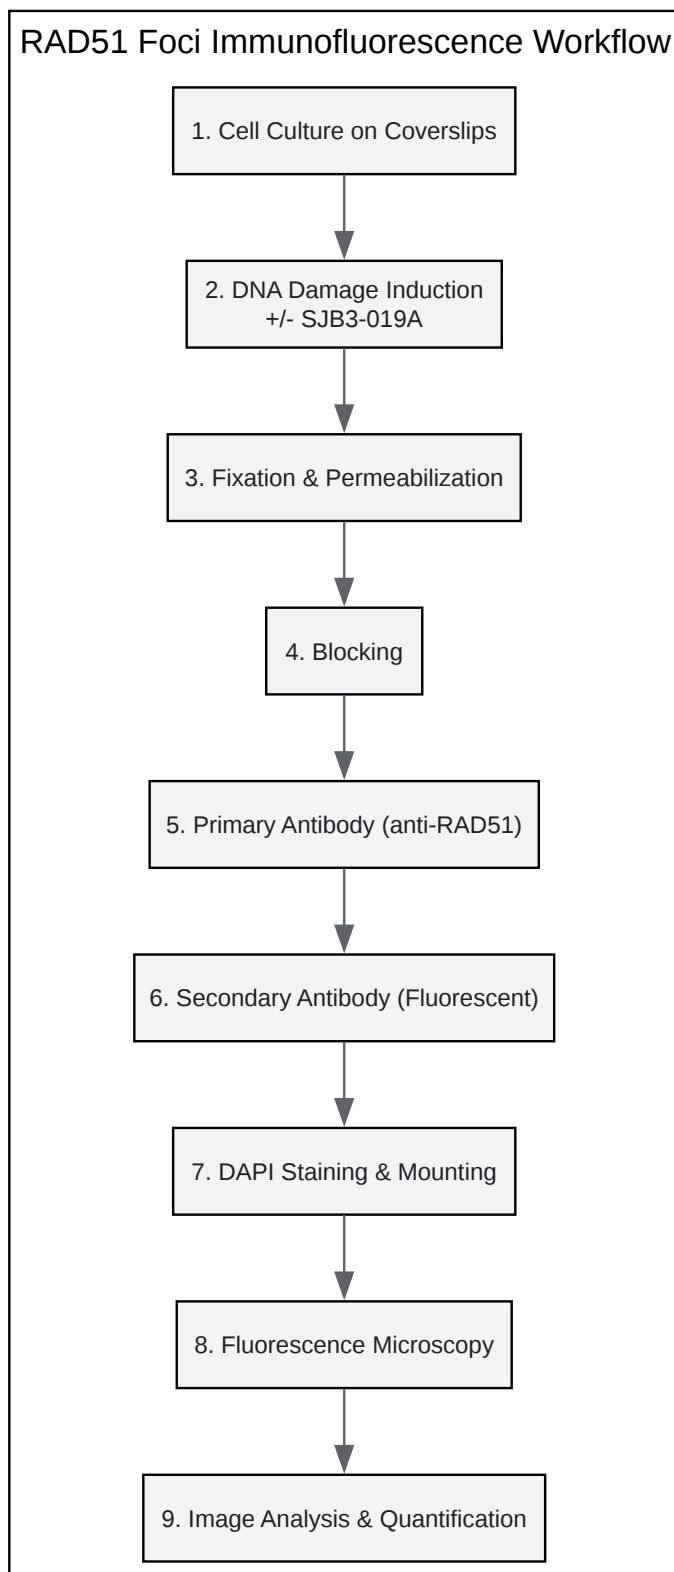 RAD51 Foci Immunofluorescence Workflow
1. Cell Culture on Coverslips
2. DNA Damage Induction
+/- SJB3-019A
3. Fixation & Permeabilization
4. Blocking
5. Primary Antibody (anti-RAD51)
6. Secondary Antibody (Fluorescent)
7. DAPI Staining & Mounting
8. Fluorescence Microscopy
9. Image Analysis & Quantification